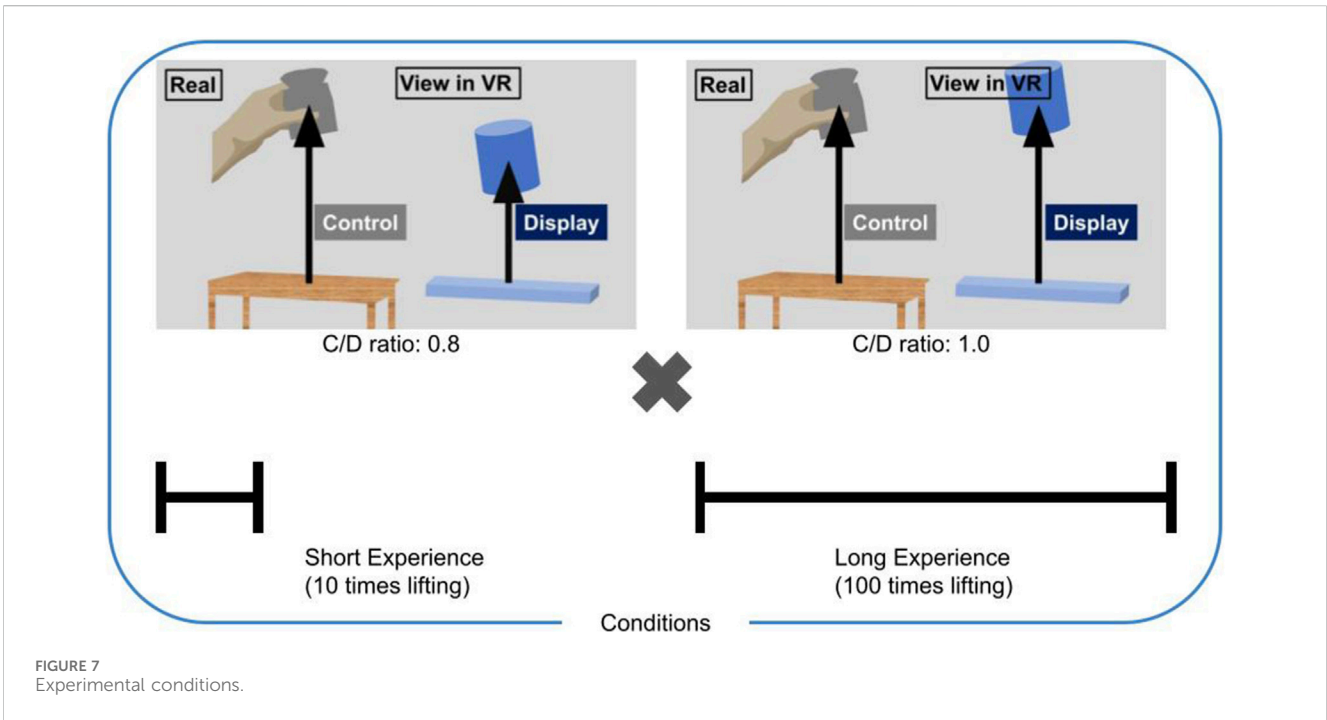 Real
View in VR
Control
Display
C/D ratio: 0.8
Real
View in VR
Control
Display
C/D ratio: 1.0
Short Experience
(10 times lifting)
Long Experience
(100 times lifting)
Conditions
FIGURE 7
Experimental conditions.